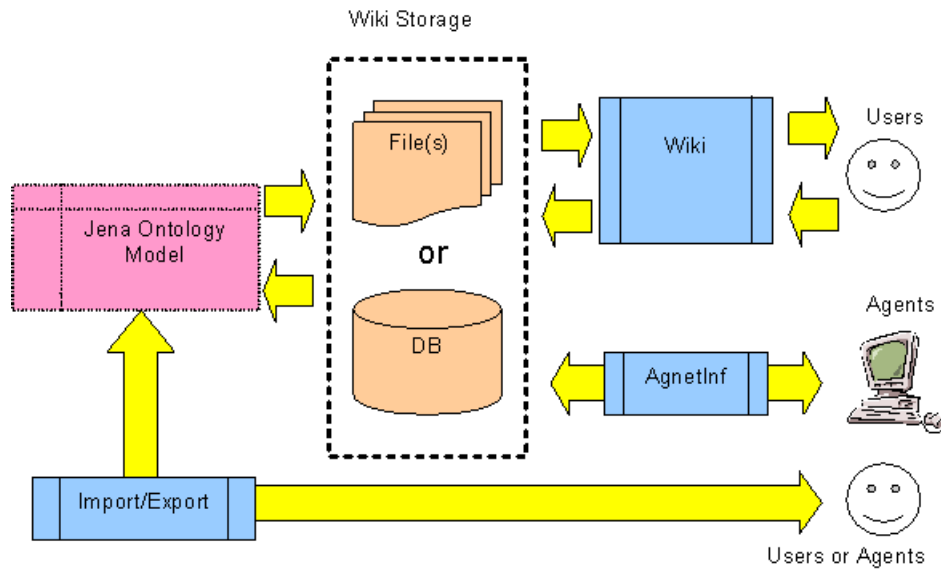 Wiki Storage
File(s)
or
DB
Wiki
Users
Jena Ontology
Model
Agents
AgnetInf
Import/Export
Users or Agents